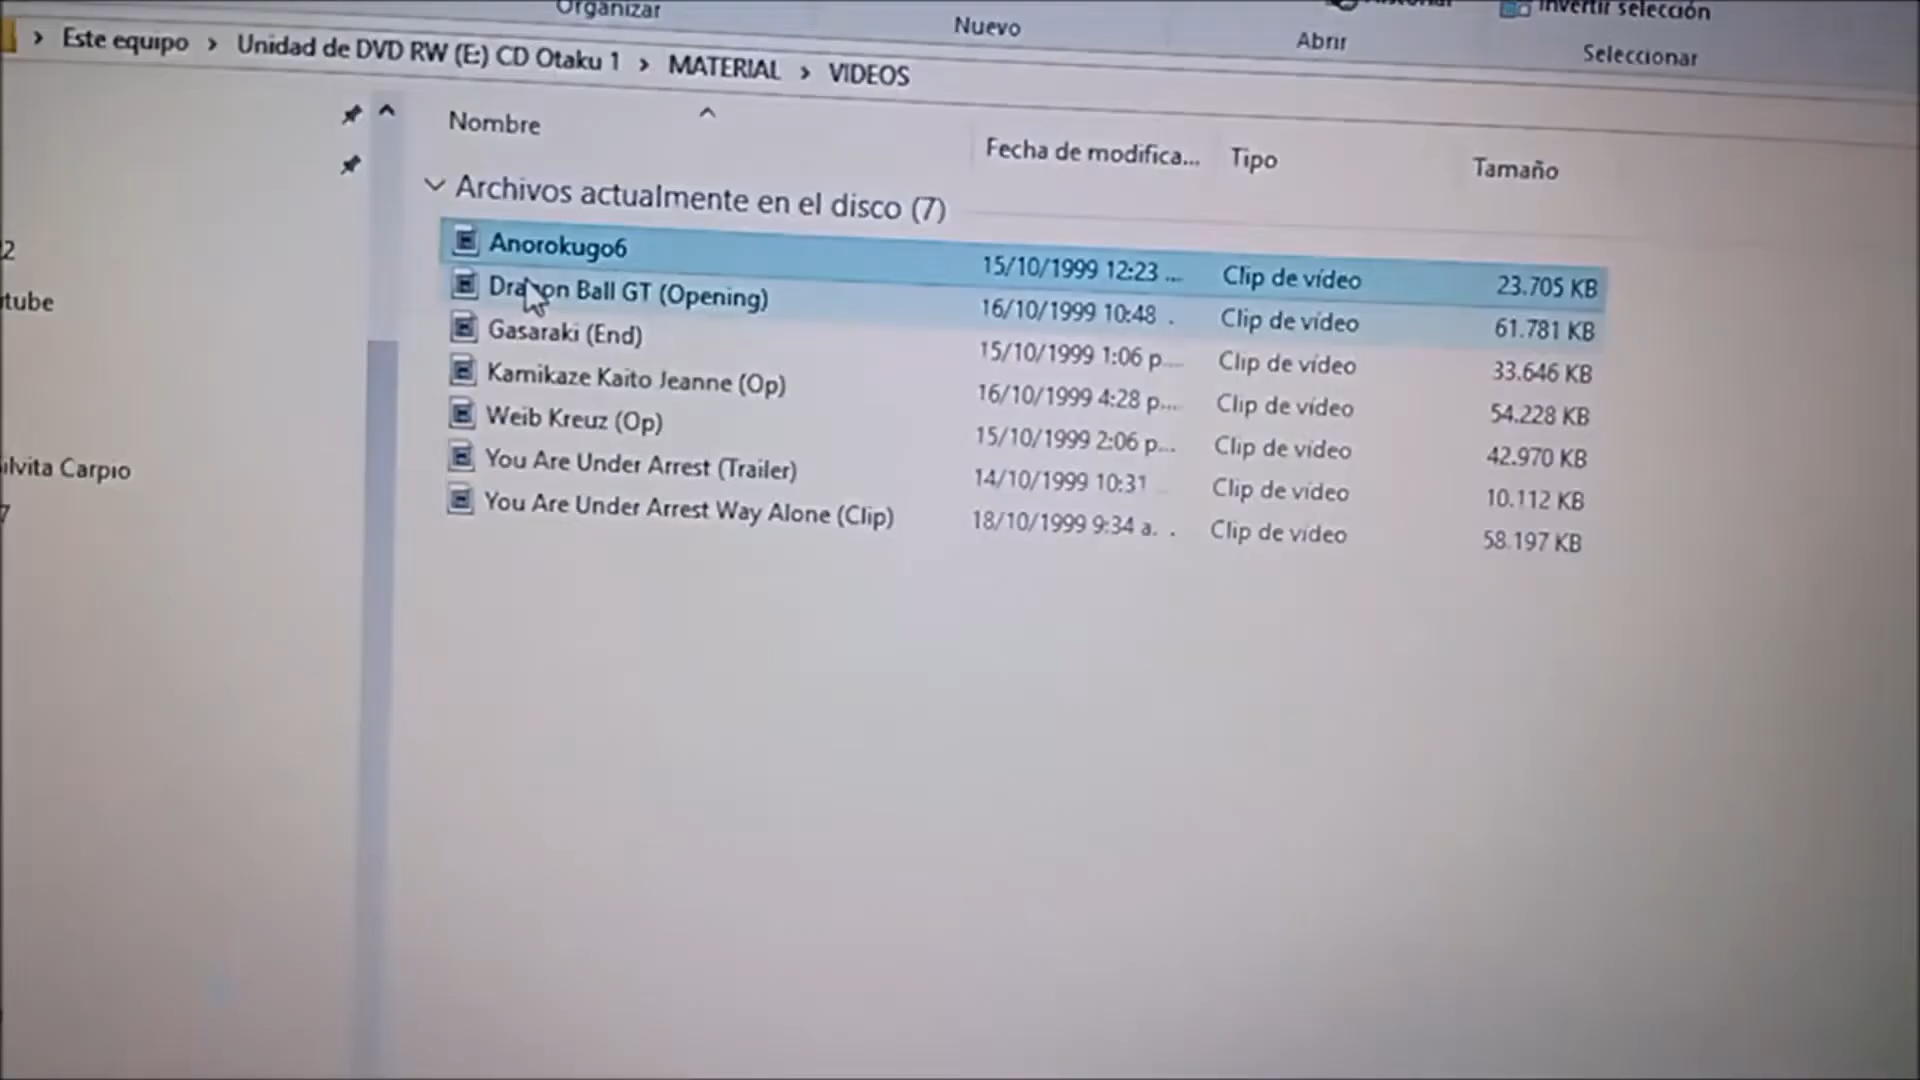 Organizar
Nuevo
Abrir
Invertir selección
Seleccionar
Este equipo > Unidad de DVD RW (E:) CD Otaku 1 > MATERIAL > VIDEOS
Nombre Fecha de modifica... Tipo Tamaño
Archivos actualmente en el disco (7)
Anorokugo6 15/10/1999 12:23 ... Clip de vídeo 23.705 KB
Dragon Ball GT (Opening) 16/10/1999 10:48 . Clip de vídeo 61.781 KB
Gasaraki (End) 15/10/1999 1:06 p.... Clip de vídeo 33.646 KB
Kamikaze Kaito Jeanne (Op) 16/10/1999 4:28 p.... Clip de vídeo 54.228 KB
Weib Kreuz (Op) 15/10/1999 2:06 p... Clip de vídeo 42.970 KB
You Are Under Arrest (Trailer) 14/10/1999 10:31 Clip de vídeo 10.112 KB
You Are Under Arrest Way Alone (Clip) 18/10/1999 9:34 a. . Clip de vídeo 58.197 KB
2
tube
ilvita Carpio
7